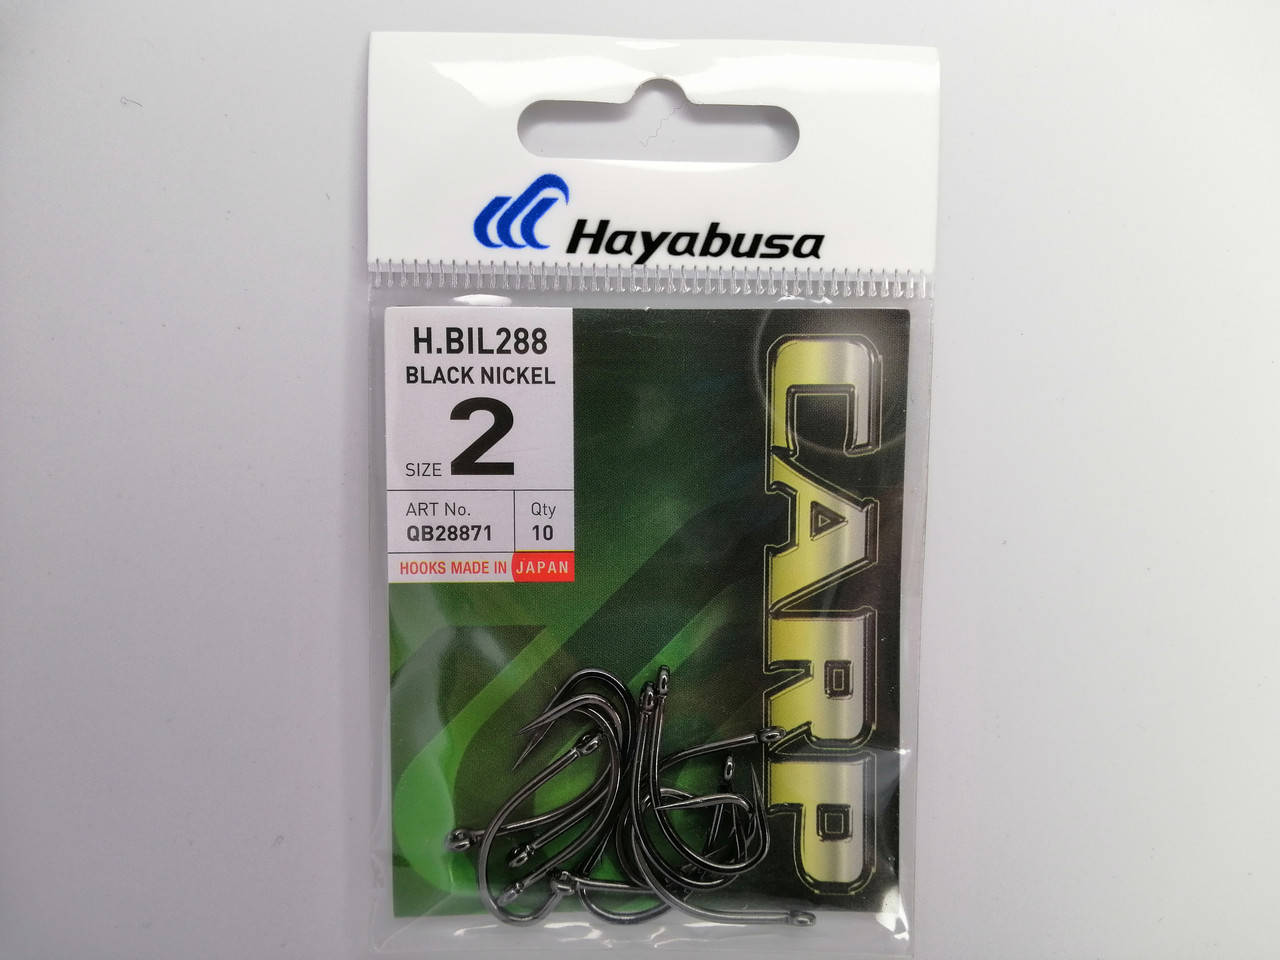 Hayabusa
H.BIL288
BLACK NICKEL
SIZE 2
ART No. Qty
QB28871 10
HOOKS MADE IN JAPAN
CARP